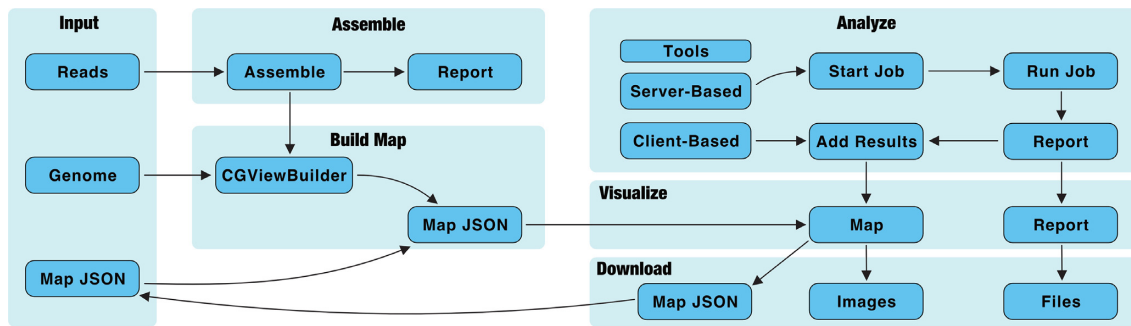 Input
Reads
Genome
Map JSON
Assemble
Assemble
Report
Build Map
CGViewBuilder
Map JSON
Analyze
Tools
Server-Based
Client-Based
Start Job
Run Job
Add Results
Report
Visualize
Map
Report
Download
Map JSON
Images
Files